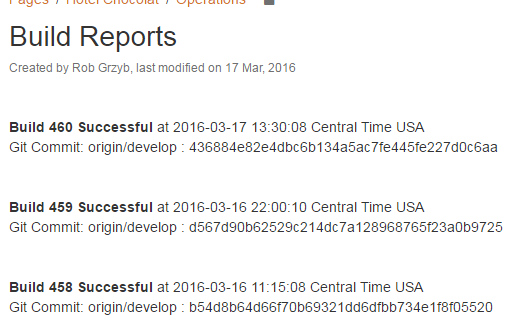 Pages / Hotel Chocolat / Operations
Build Reports
Created by Rob Grzyb, last modified on 17 Mar, 2016
Build 460 Successful at 2016-03-17 13:30:08 Central Time USA
Git Commit: origin/develop : 436884e82e4dbc6b134a5ac7fe445fe227d0c6aa
Build 459 Successful at 2016-03-16 22:00:10 Central Time USA
Git Commit: origin/develop : d567d90b62529c214dc7a128968765f23a0b9725
Build 458 Successful at 2016-03-16 11:15:08 Central Time USA
Git Commit: origin/develop : b54d8b64d66f70b69321dd6dfbb734e1f8f05520